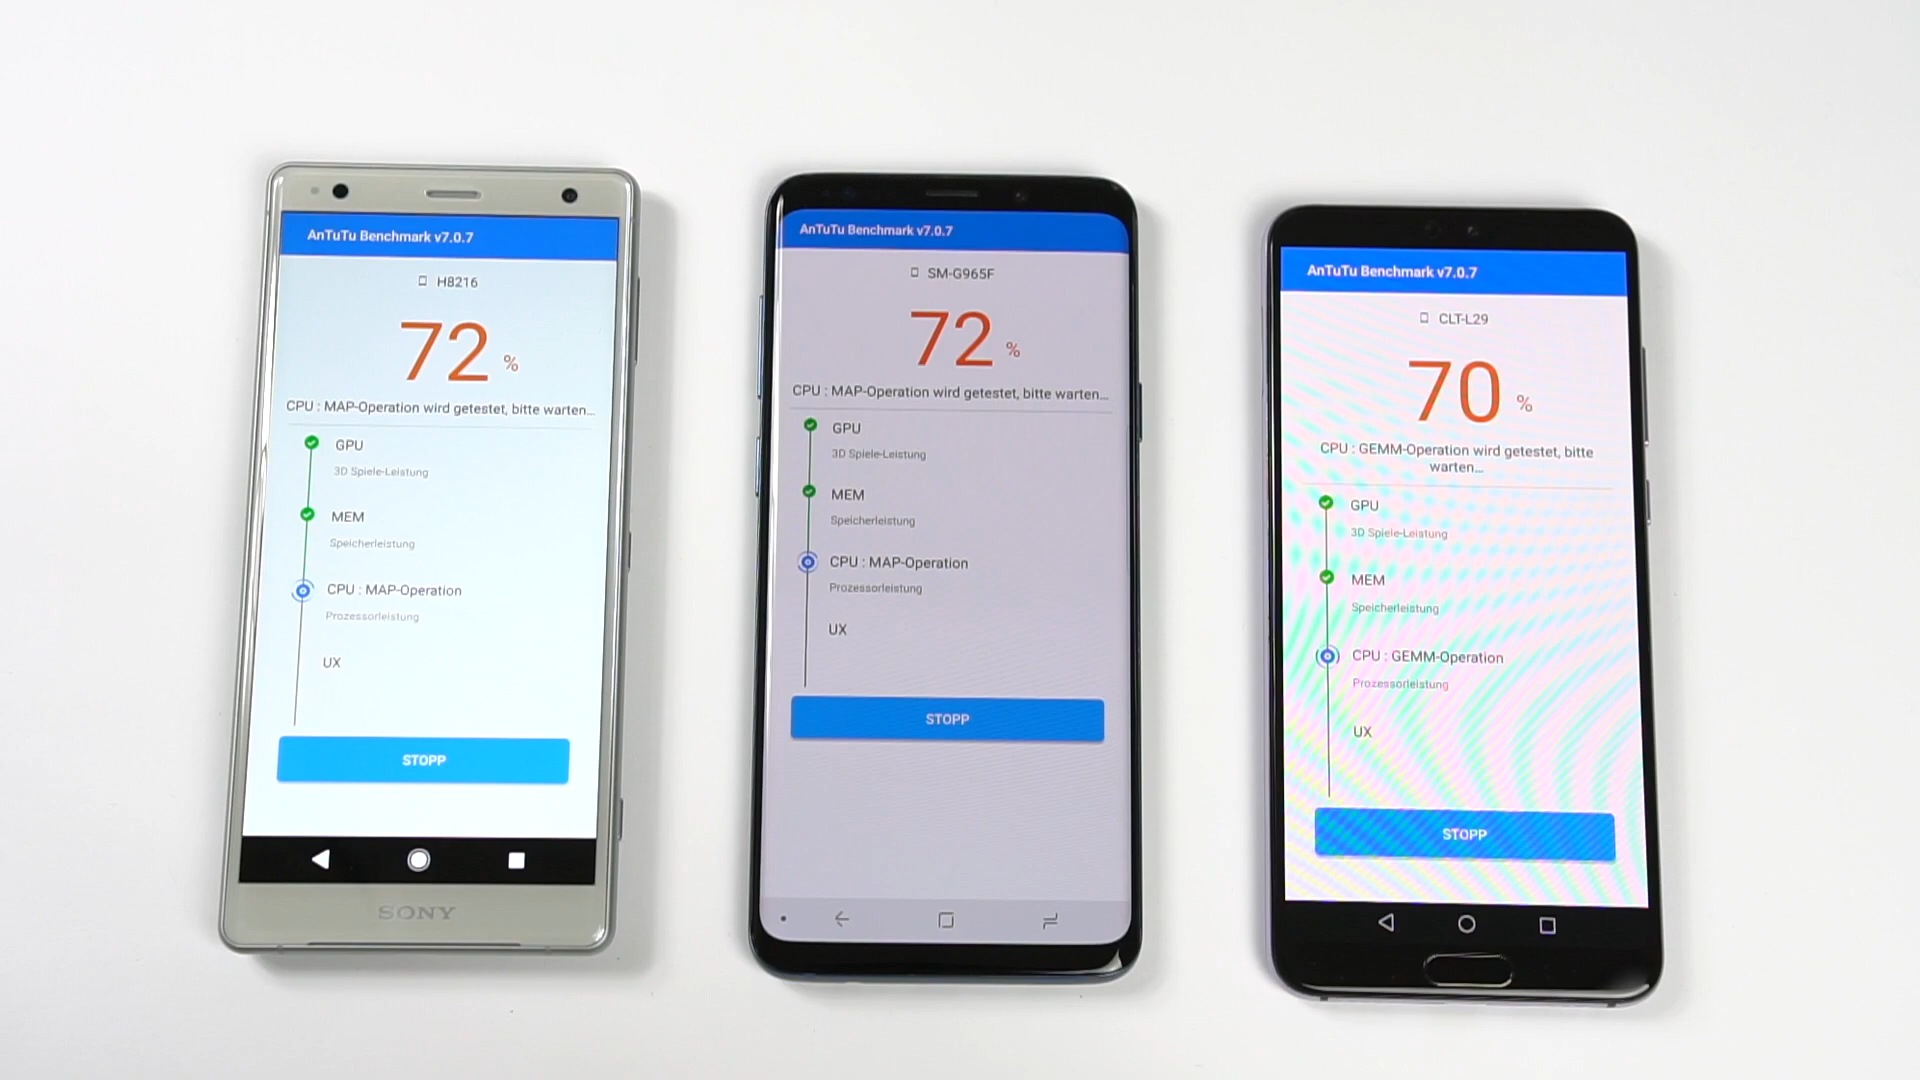 AnTuTu Benchmark v7.0.7
H8216
72 %
CPU : MAP-Operation wird getestet, bitte warten...
GPU
3D Spiele-Leistung
MEM
Speicherleistung
CPU : MAP-Operation
Prozessorleistung
UX
STOPP
SONY
AnTuTu Benchmark v7.0.7
SM-G965F
72 %
CPU : MAP-Operation wird getestet, bitte warten...
GPU
3D Spiele-Leistung
MEM
Speicherleistung
CPU : MAP-Operation
Prozessorleistung
UX
STOPP
AnTuTu Benchmark v7.0.7
CLT-L29
70 %
CPU : GEMM-Operation wird getestet, bitte
warten...
GPU
3D Spiele-Leistung
MEM
Speicherleistung
CPU : GEMM-Operation
Prozessorleistung
UX
STOPP